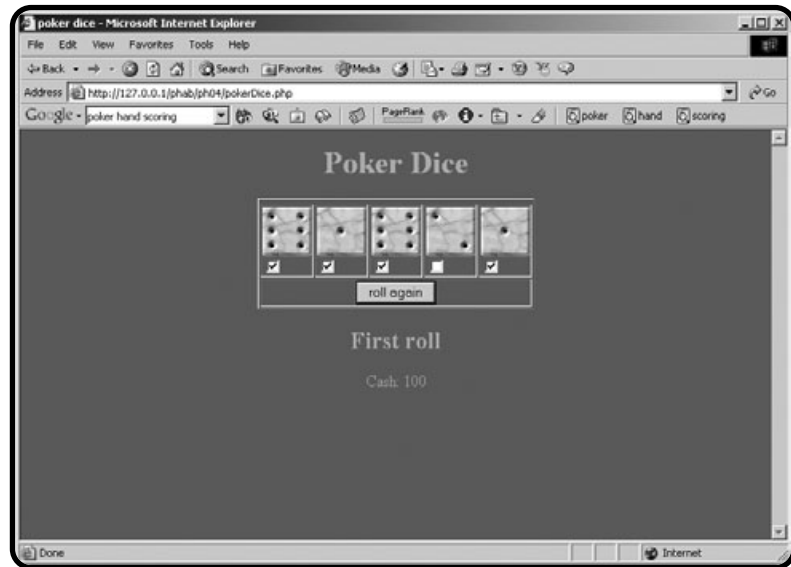 poker dice - Microsoft Internet Explorer
File Edit View Favorites Tools Help
Back Search Favorites Media
Address http://127.0.0.1/phab/ph04/pokerDice.php Go
Google poker hand scoring PageRank poker hand scoring
Poker Dice
roll again
First roll
Cash: 100
Done Internet